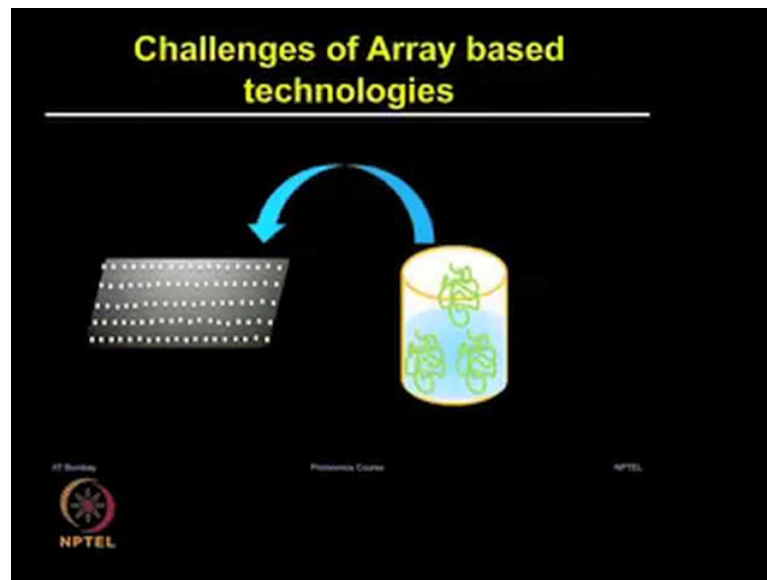 Challenges of Array based
technologies
IIT Bombay
Proteomics Course
NPTEL
NPTEL